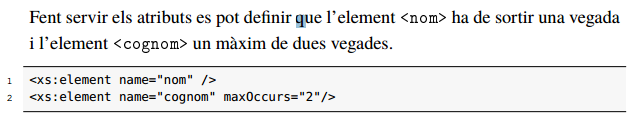 Fent servir els atributs es pot definir que l’element <nom> ha de sortir una vegada
i l’element <cognom> un màxim de dues vegades.
1 <xs:element name="nom" />
2 <xs:element name="cognom" maxOccurs="2"/>